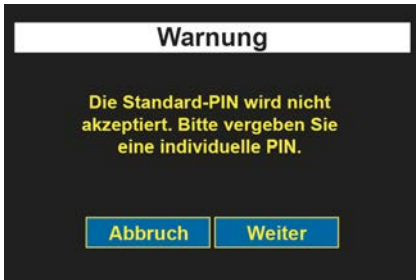 Warnung
Die Standard-PIN wird nicht
akzeptiert. Bitte vergeben Sie
eine individuelle PIN.
Abbruch Weiter